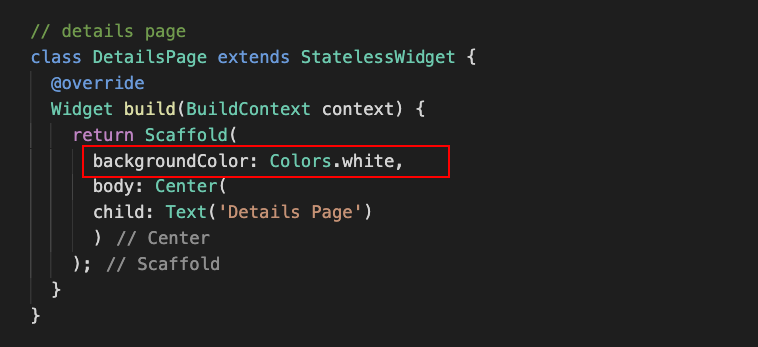 // details page
class DetailsPage extends StatelessWidget {
  @override
  Widget build(BuildContext context) {
    return Scaffold(
      backgroundColor: Colors.white,
      body: Center(
      child: Text('Details Page')
      ) // Center
    ); // Scaffold
  }
}